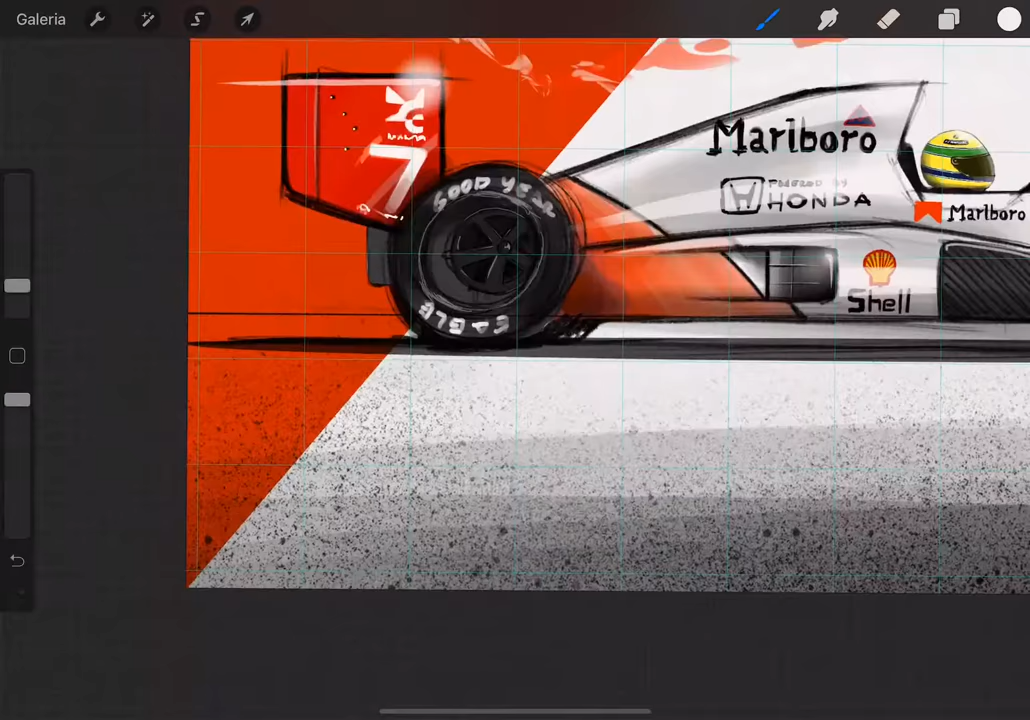 Galeria
Marlboro
POWERED BY
HONDA
Marlboro
Shell
GOOD YEAR
EAGLE